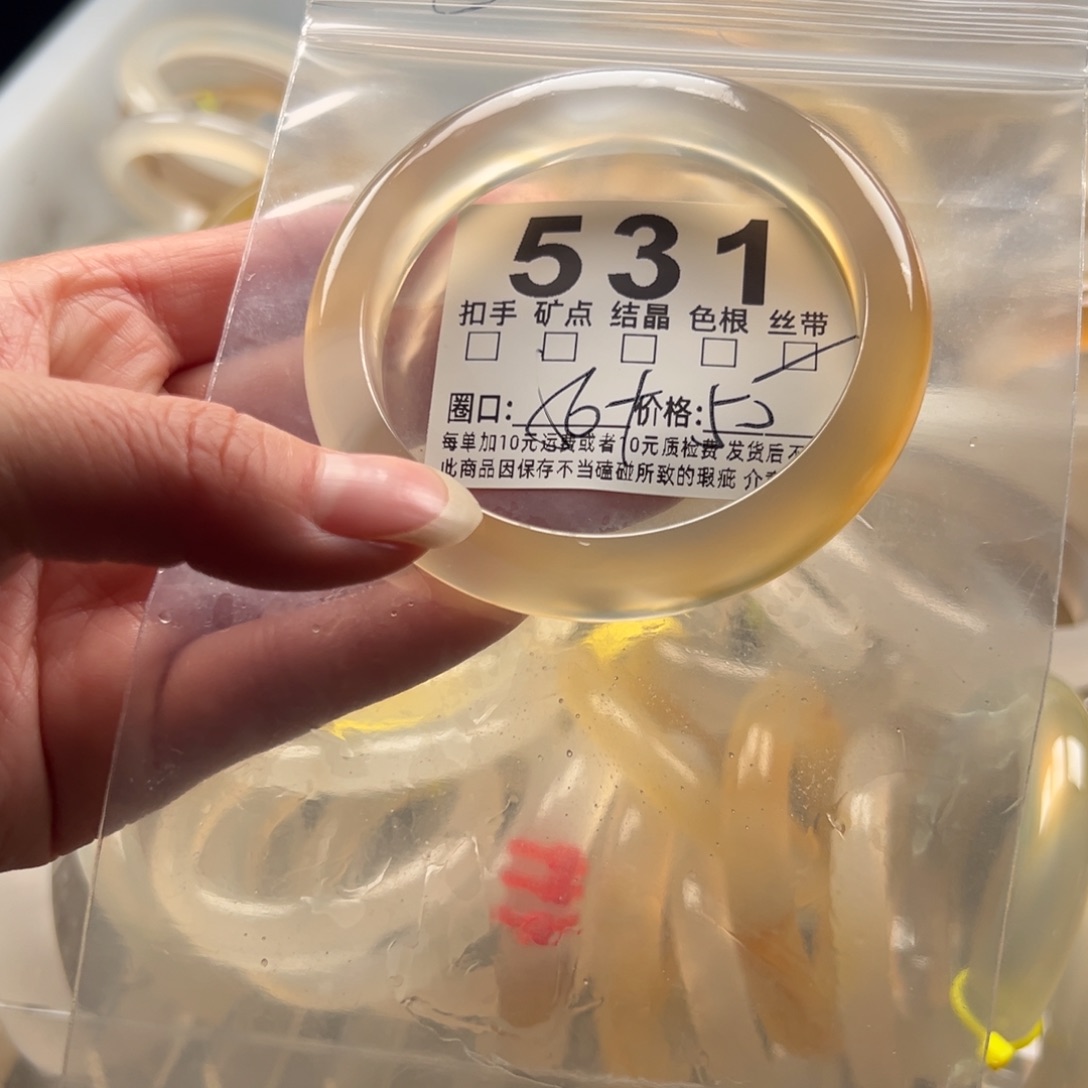 531
扣手 矿点 结晶 色根 丝带
圈口: 56+ 价格: 50
每单加10元运费或者10元质检费 发货后不
此商品因保存不当磕碰所致的瑕疵 介